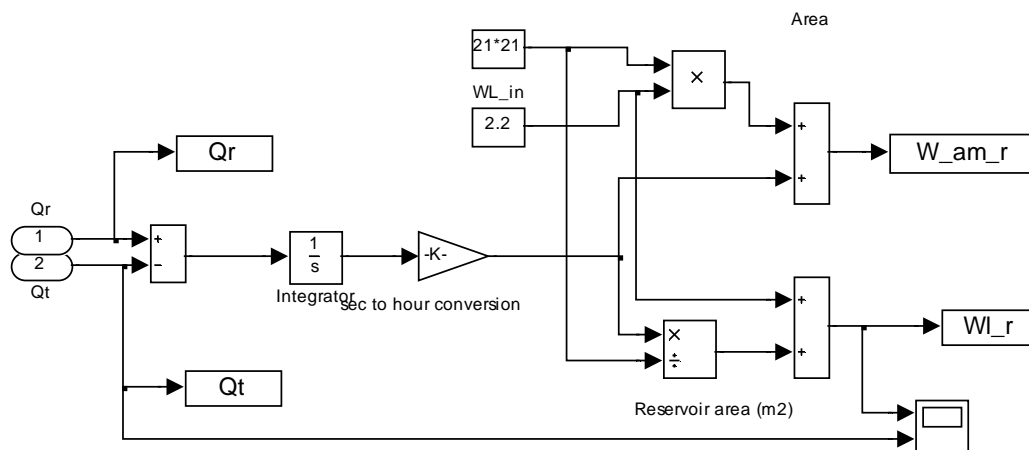 Area
21*21
×
WL_in
2.2
+
+
W_am_r
Qr
Qr
1
2
Qt
+
−
1
s
Integrator
-K-
sec to hour conversion
+
+
Wl_r
×
÷
Reservoir area (m2)
Qt